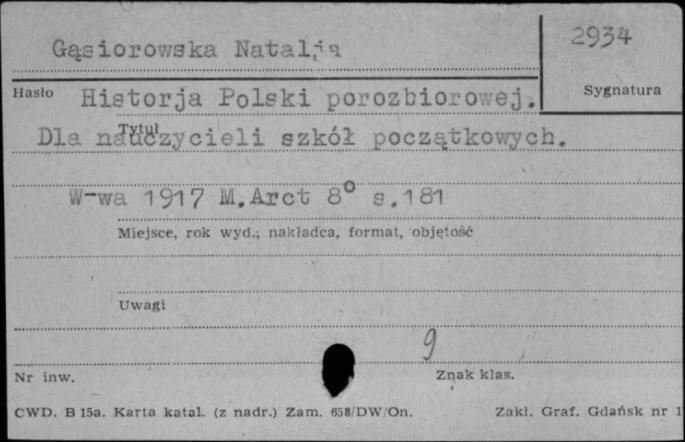 Gąsiorowska Natalja
2934
Hasło
Sygnatura
Historja Polski porozbiorowej.
Tytuł
Dla nauczycieli szkół początkowych.
W-wa 1917 M.Arct 8° s.181
Miejsce, rok wyd., nakładca, format, objętość
Uwagi
9
Nr inw.
Znak klas.
CWD. B 15a. Karta katal. (z nadr.) Zam. 658/DW/On.
Zakl. Graf. Gdańsk nr 1